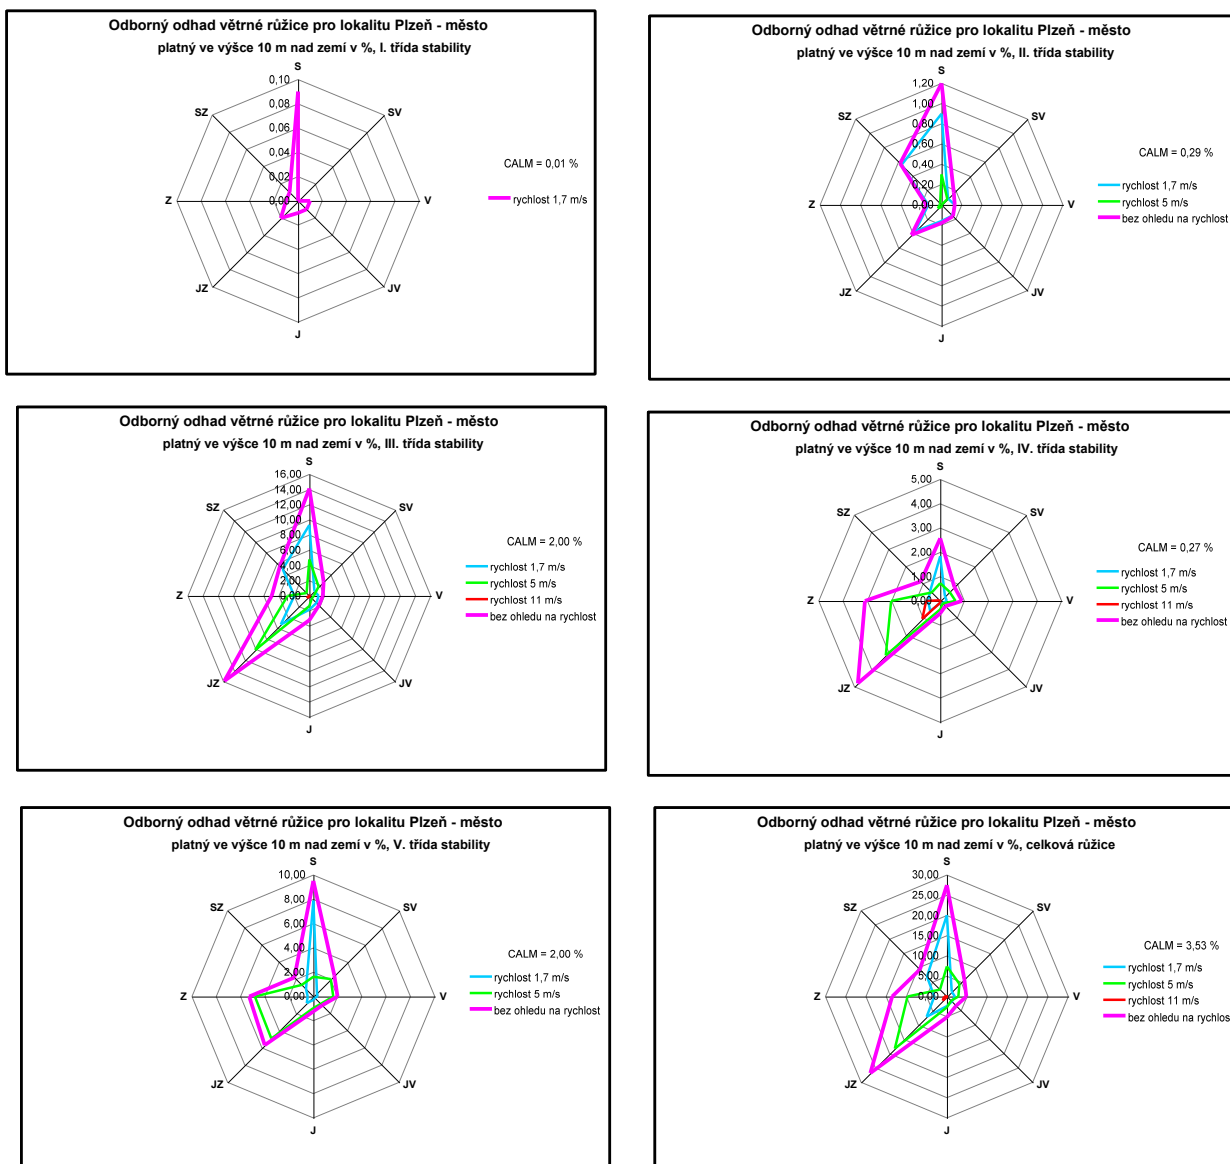 Odborný odhad větrné růžice pro lokalitu Plzeň - město
platný ve výšce 10 m nad zemí v %, I. třída stability
S
0,10
0,08
0,06
0,04
0,02
0,00
SZ
SV
Z
V
JZ
JV
J
CALM = 0,01 %
rychlost 1,7 m/s
Odborný odhad větrné růžice pro lokalitu Plzeň - město
platný ve výšce 10 m nad zemí v %, II. třída stability
S
1,20
1,00
0,80
0,60
0,40
0,20
0,00
SZ
SV
Z
V
JZ
JV
J
CALM = 0,29 %
rychlost 1,7 m/s
rychlost 5 m/s
bez ohledu na rychlost
Odborný odhad větrné růžice pro lokalitu Plzeň - město
platný ve výšce 10 m nad zemí v %, III. třída stability
S
16,00
14,00
12,00
10,00
8,00
6,00
4,00
2,00
0,00
SZ
SV
Z
V
JZ
JV
J
CALM = 2,00 %
rychlost 1,7 m/s
rychlost 5 m/s
rychlost 11 m/s
bez ohledu na rychlost
Odborný odhad větrné růžice pro lokalitu Plzeň - město
platný ve výšce 10 m nad zemí v %, IV. třída stability
S
5,00
4,00
3,00
2,00
1,00
0,00
SZ
SV
Z
V
JZ
JV
J
CALM = 0,27 %
rychlost 1,7 m/s
rychlost 5 m/s
rychlost 11 m/s
bez ohledu na rychlost
Odborný odhad větrné růžice pro lokalitu Plzeň - město
platný ve výšce 10 m nad zemí v %, V. třída stability
S
10,00
8,00
6,00
4,00
2,00
0,00
SZ
SV
Z
V
JZ
JV
J
CALM = 2,00 %
rychlost 1,7 m/s
rychlost 5 m/s
bez ohledu na rychlost
Odborný odhad větrné růžice pro lokalitu Plzeň - město
platný ve výšce 10 m nad zemí v %, celková růžice
S
30,00
25,00
20,00
15,00
10,00
5,00
0,00
SZ
SV
Z
V
JZ
JV
J
CALM = 3,53 %
rychlost 1,7 m/s
rychlost 5 m/s
rychlost 11 m/s
bez ohledu na rychlost